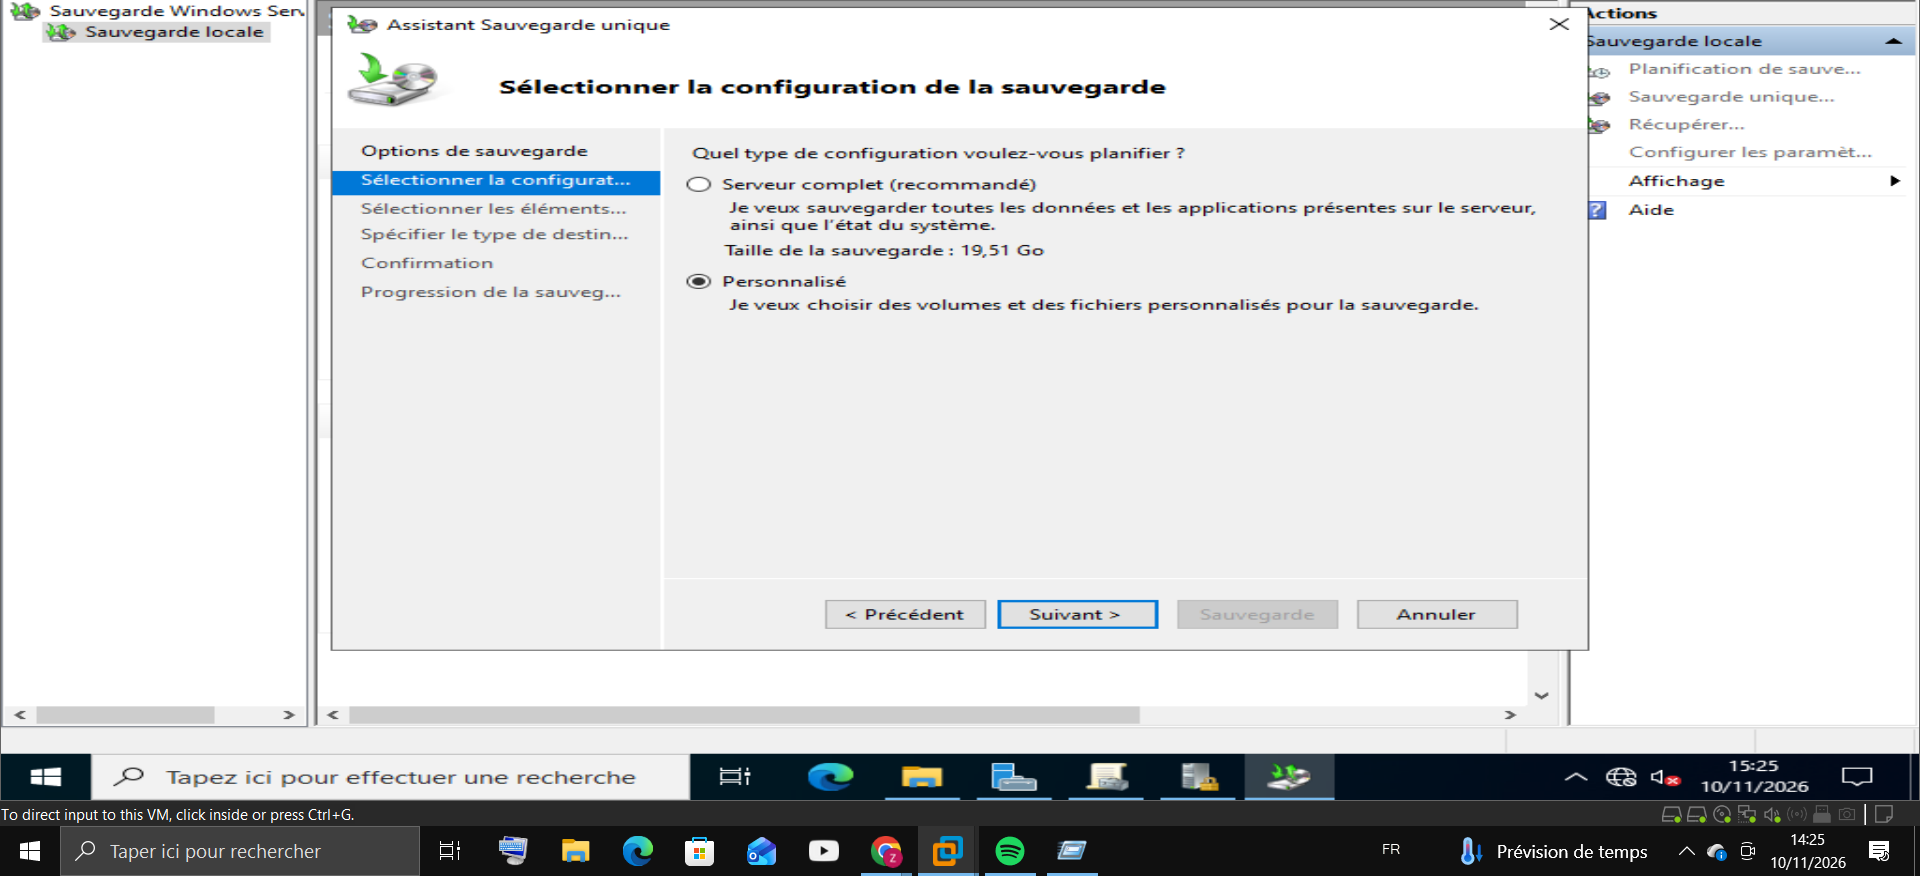 Sauvegarde Windows Ser
Sauvegarde locale
Assistant Sauvegarde unique
Sélectionner la configuration de la sauvegarde
Options de sauvegarde
Sélectionner la configurat...
Sélectionner les éléments...
Spécifier le type de destin...
Confirmation
Progression de la sauveg...
Quel type de configuration voulez-vous planifier ?
Serveur complet (recommandé)
Je veux sauvegarder toutes les données et les applications présentes sur le serveur,
ainsi que l'état du système.
Taille de la sauvegarde : 19,51 Go
Personnalisé
Je veux choisir des volumes et des fichiers personnalisés pour la sauvegarde.
< Précédent
Suivant >
Sauvegarde
Annuler
Actions
Sauvegarde locale
Planification de sauve...
Sauvegarde unique...
Récupérer...
Configurer les paramèt...
Affichage
Aide
Tapez ici pour effectuer une recherche
15:25
10/11/2026
To direct input to this VM, click inside or press Ctrl+G.
Taper ici pour rechercher
FR
Prévision de temps
14:25
10/11/2026